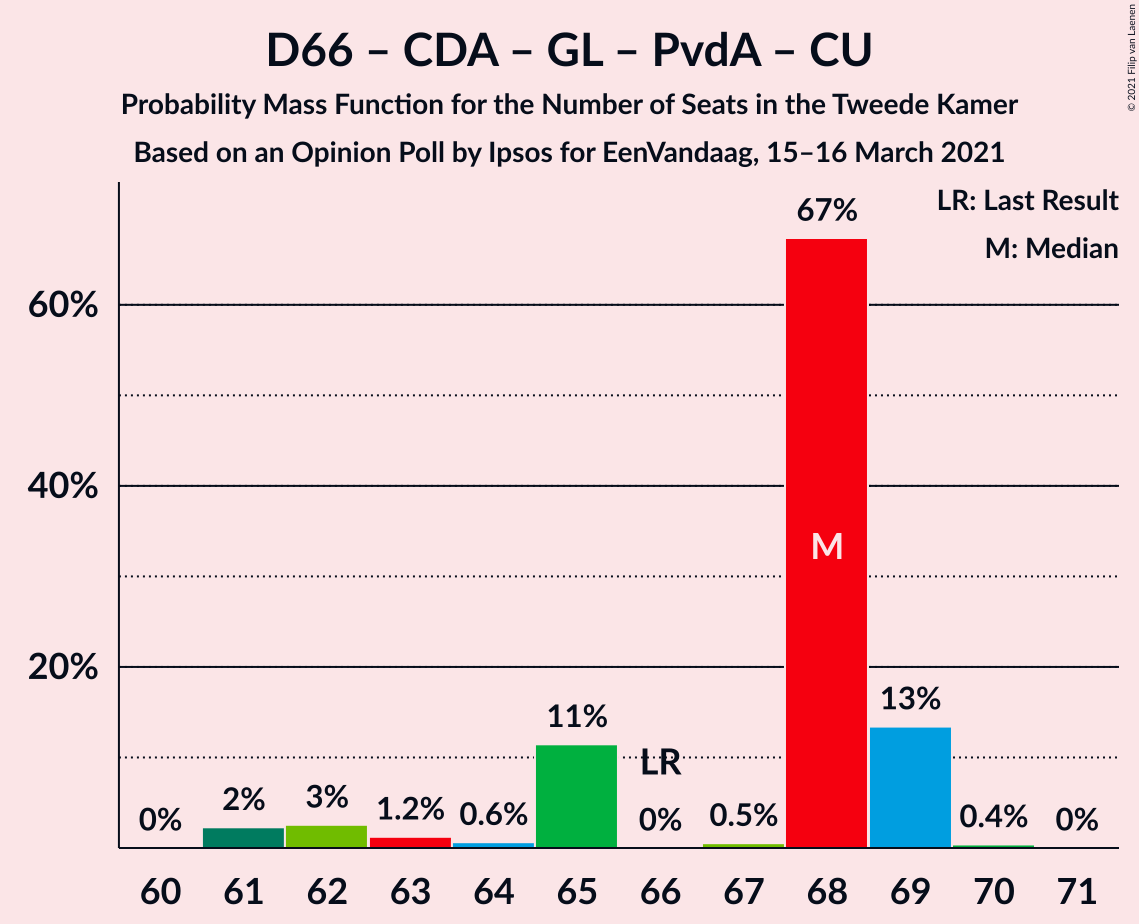 D66 – CDA – GL – PvdA – CU
Probability Mass Function for the Number of Seats in the Tweede Kamer
Based on an Opinion Poll by Ipsos for EenVandaag, 15–16 March 2021
© 2021 Filip van Laenen
LR: Last Result
M: Median
60%
40%
20%
0%
2%
3%
1.2%
0.6%
11%
LR
0%
0.5%
67%
M
13%
0.4%
0%
60 61 62 63 64 65 66 67 68 69 70 71